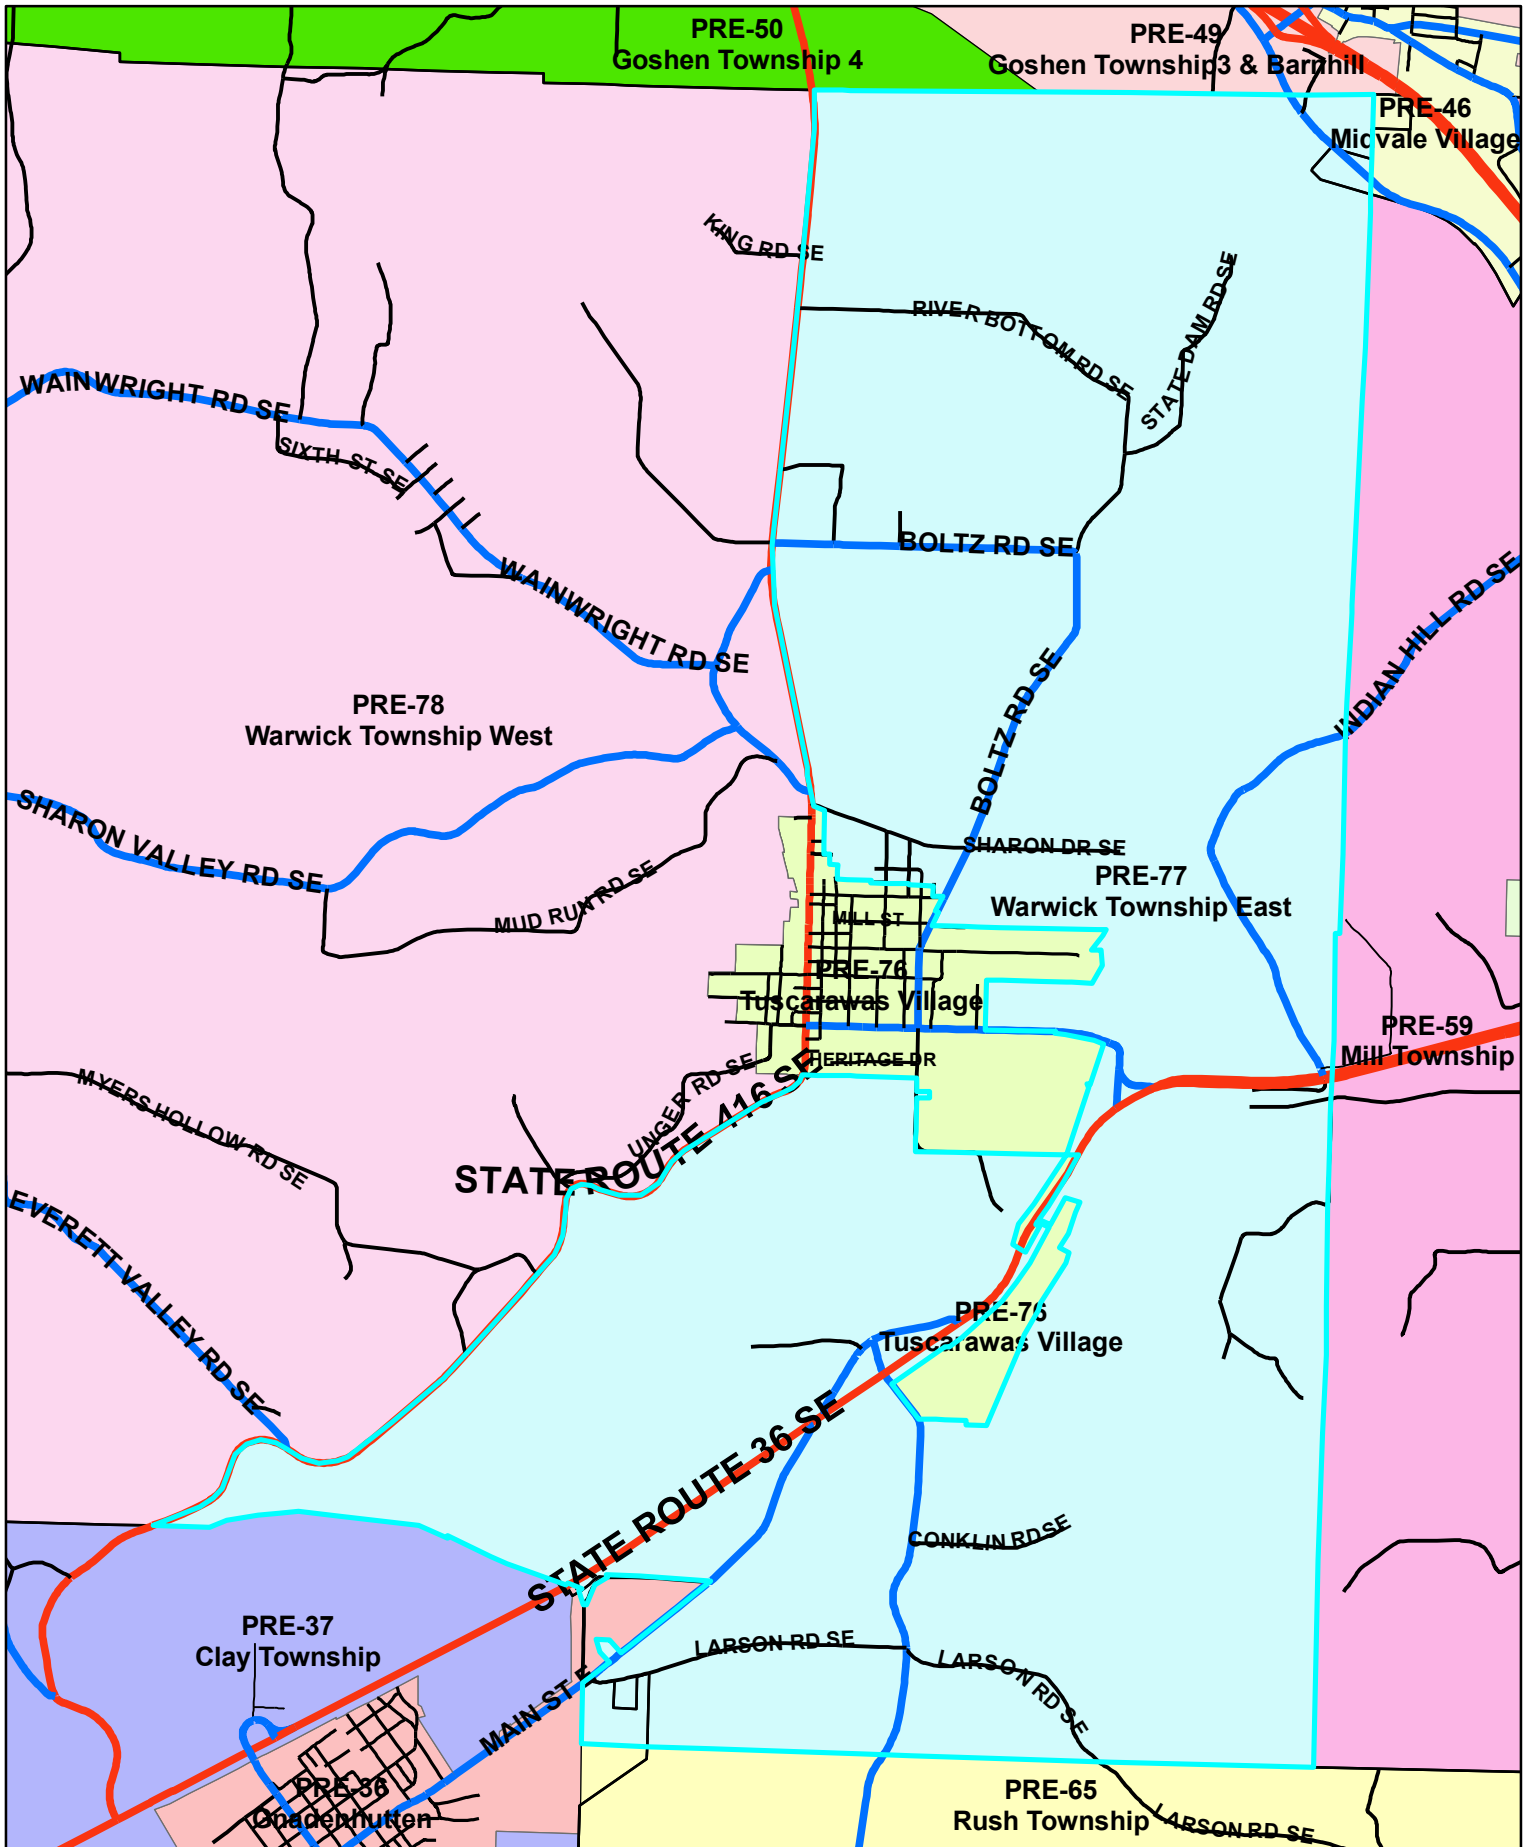 PRE-50
Goshen Township 4
PRE-49
Goshen Township3 & Barnhill
PRE-46
Midvale Village
KING RD SE
STATE DAM RD SE
RIVER BOTTOM RD SE
WAINWRIGHT RD SE
SIXTH ST SE
BOLTZ RD SE
WAINWRIGHT RD SE
INDIAN HILL RD SE
BOLTZ RD SE
PRE-78
Warwick Township West
SHARON VALLEY RD SE
SHARON DR SE
MUD RUN RD SE
PRE-77
Warwick Township East
MILL ST
PRE-76
Tuscarawas Village
PRE-59
Mill Township
HERITAGE DR
UNGER RD SE
STATE ROUTE 416 SE
MYERS HOLLOW RD SE
EVERETT VALLEY RD SE
PRE-76
Tuscarawas Village
STATE ROUTE 36 SE
CONKLIN RD SE
PRE-37
Clay Township
LARSON RD SE
LARSON RD SE
MAIN ST E
PRE-36
Gnadenhutten
PRE-65
Rush Township
LARSON RD SE